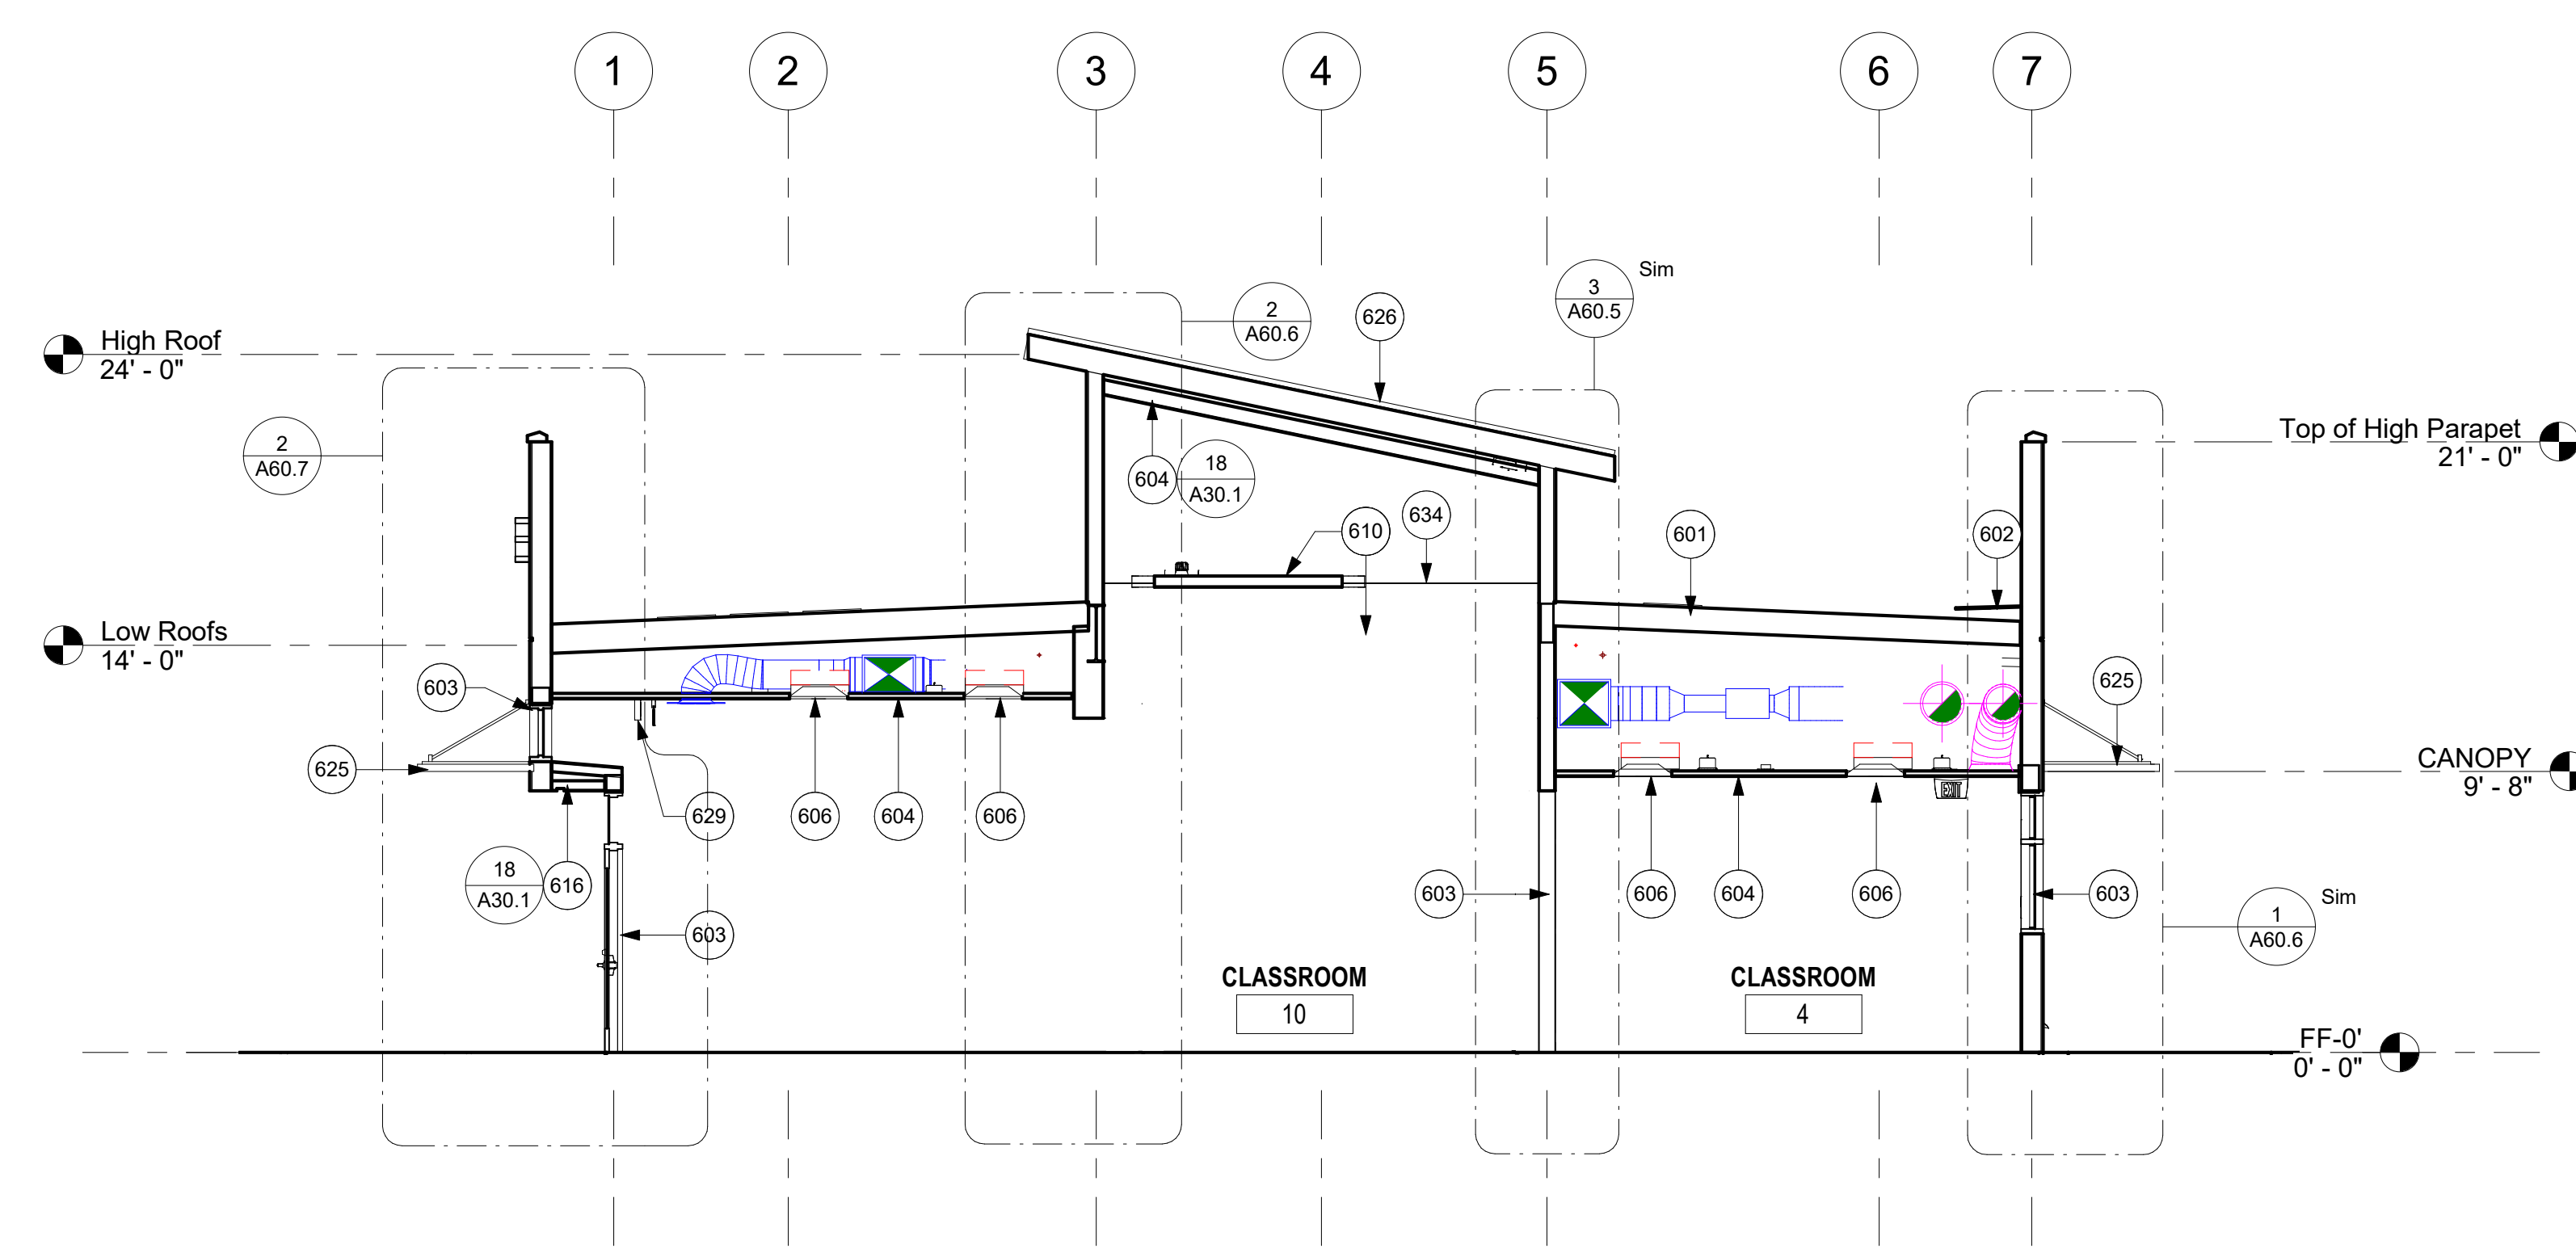 1 2 3 4 5 6 7
Sim
3
A60.5
2
A60.6
626
High Roof
24' - 0"
2
A60.7
Top of High Parapet
21' - 0"
604
18
A30.1
610
634
601
602
Low Roofs
14' - 0"
603
625
625
CANOPY
9' - 8"
EXIT
629
606
604
606
18
A30.1
616
603
603
606
604
606
603
Sim
1
A60.6
CLASSROOM
10
CLASSROOM
4
FF-0'
0' - 0"